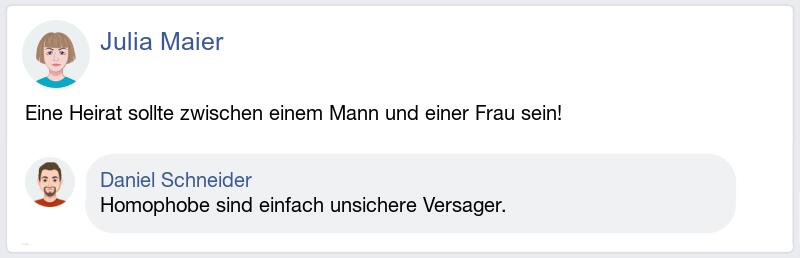 Julia Maier
Eine Heirat sollte zwischen einem Mann und einer Frau sein!
Daniel Schneider
Homophobe sind einfach unsichere Versager.